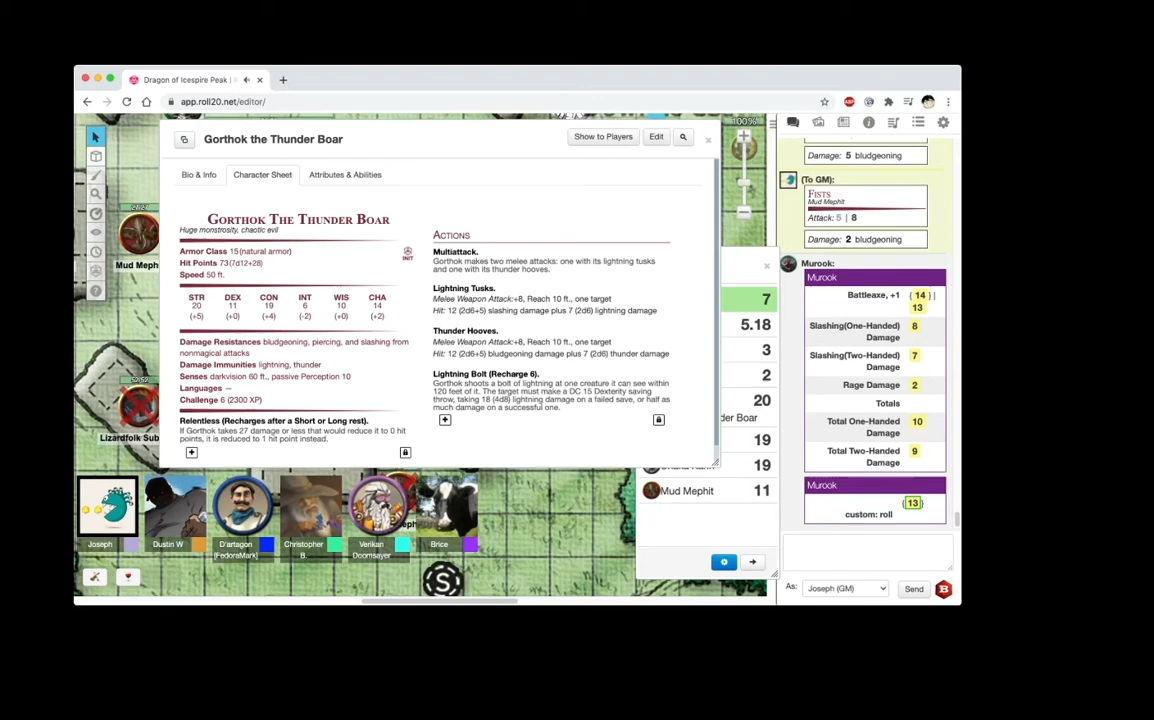 Dragon of Icespire Peak |
app.roll20.net/editor/
100%
Gorthok the Thunder Boar
Show to Players
Edit
Bio & Info
Character Sheet
Attributes & Abilities
Gorthok The Thunder Boar
Huge monstrosity, chaotic evil
Armor Class 15(natural armor)
Hit Points 73(7d12+28)
Speed 50 ft.
INIT
STR DEX CON INT WIS CHA
20 11 19 6 10 14
(+5) (+0) (+4) (-2) (+0) (+2)
Damage Resistances bludgeoning, piercing, and slashing from
nonmagical attacks
Damage Immunities lightning, thunder
Senses darkvision 60 ft., passive Perception 10
Languages —
Challenge 6 (2300 XP)
Relentless (Recharges after a Short or Long rest).
If Gorthok takes 27 damage or less that would reduce it to 0 hit
points, it is reduced to 1 hit point instead.
Actions
Multiattack.
Gorthok makes two melee attacks: one with its lightning tusks
and one with its thunder hooves.
Lightning Tusks.
Melee Weapon Attack:+8, Reach 10 ft., one target
Hit: 12 (2d6+5) slashing damage plus 7 (2d6) lightning damage
Thunder Hooves.
Melee Weapon Attack:+8, Reach 10 ft., one target
Hit: 12 (2d6+5) bludgeoning damage plus 7 (2d6) thunder damage
Lightning Bolt (Recharge 6).
Gorthok shoots a bolt of lightning at one creature it can see within
120 feet of it. The target must make a DC 15 Dexterity saving
throw, taking 18 (4d8) lightning damage on a failed save, or half as
much damage on a successful one.
27/27
Mud Meph
52/52
Lizardfolk Sub
7
5.18
3
2
20
der Boar
19
19
Mud Mephit 11
Damage: 5 bludgeoning
(To GM):
Fists
Mud Mephit
Attack: 5 | 8
Damage: 2 bludgeoning
Murook:
Murook
Battleaxe, +1 ( 14 ) |
13
Slashing(One-Handed) 8
Damage
Slashing(Two-Handed) 7
Damage
Rage Damage 2
Totals
Total One-Handed 10
Damage
Total Two-Handed 9
Damage
Murook
(13)
custom: roll
Joseph
Dustin W
D'artagon
(FedoraMark)
Christopher
B.
Verikan
Doomsayer
Brice
S
As:
Joseph (GM)
Send